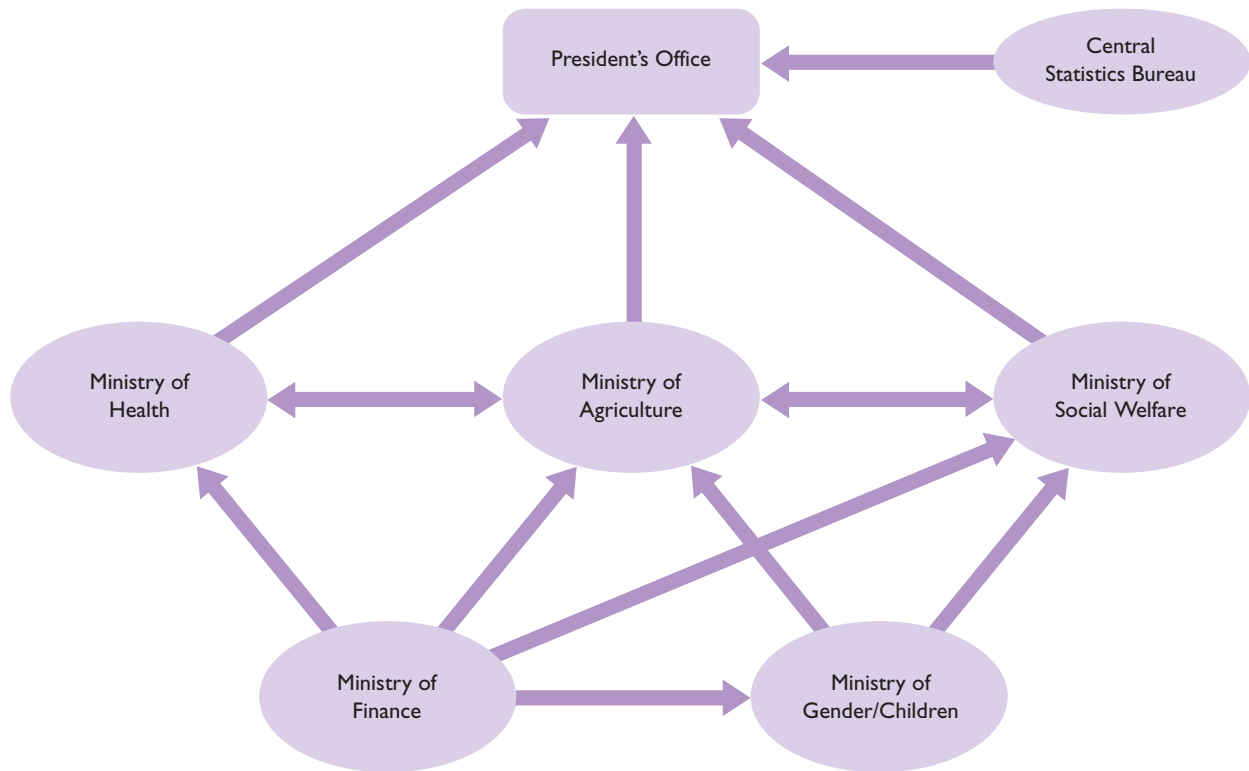 President’s Office
Central
Statistics Bureau
Ministry of
Health
Ministry of
Agriculture
Ministry of
Social Welfare
Ministry of
Finance
Ministry of
Gender/Children